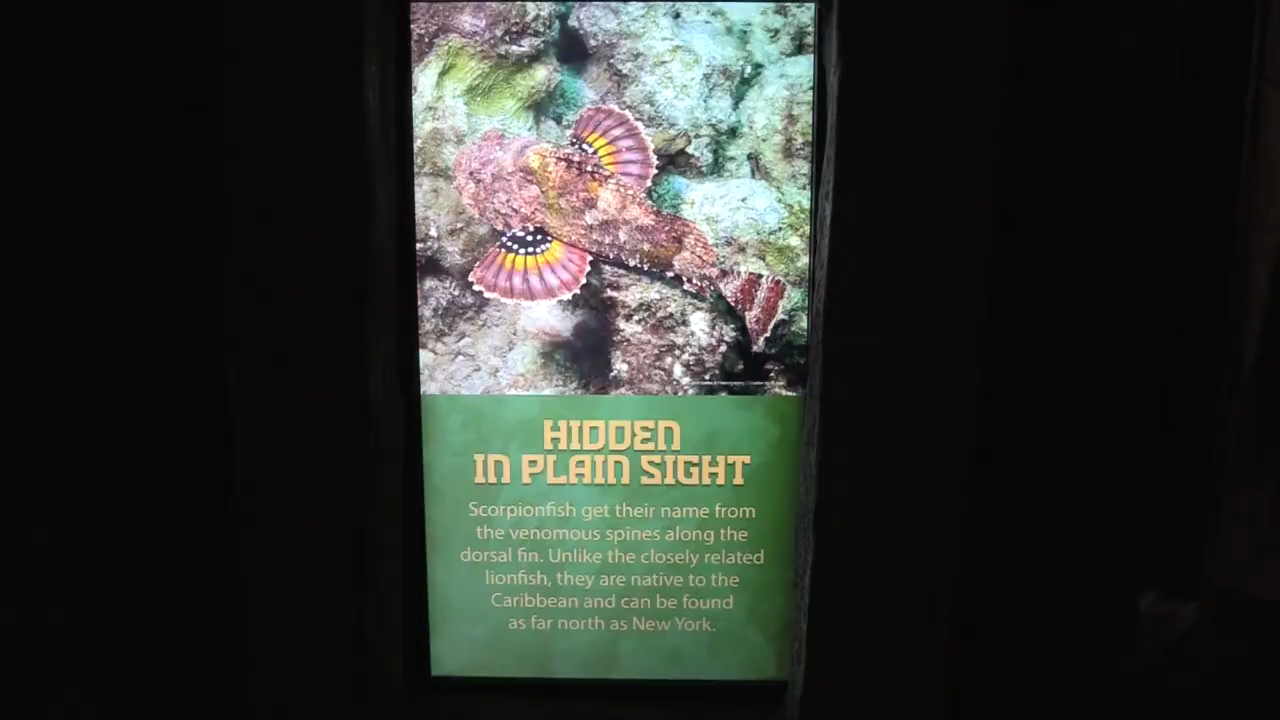 HIDDEN
IN PLAIN SIGHT
Scorpionfish get their name from
the venomous spines along the
dorsal fin. Unlike the closely related
lionfish, they are native to the
Caribbean and can be found
as far north as New York.